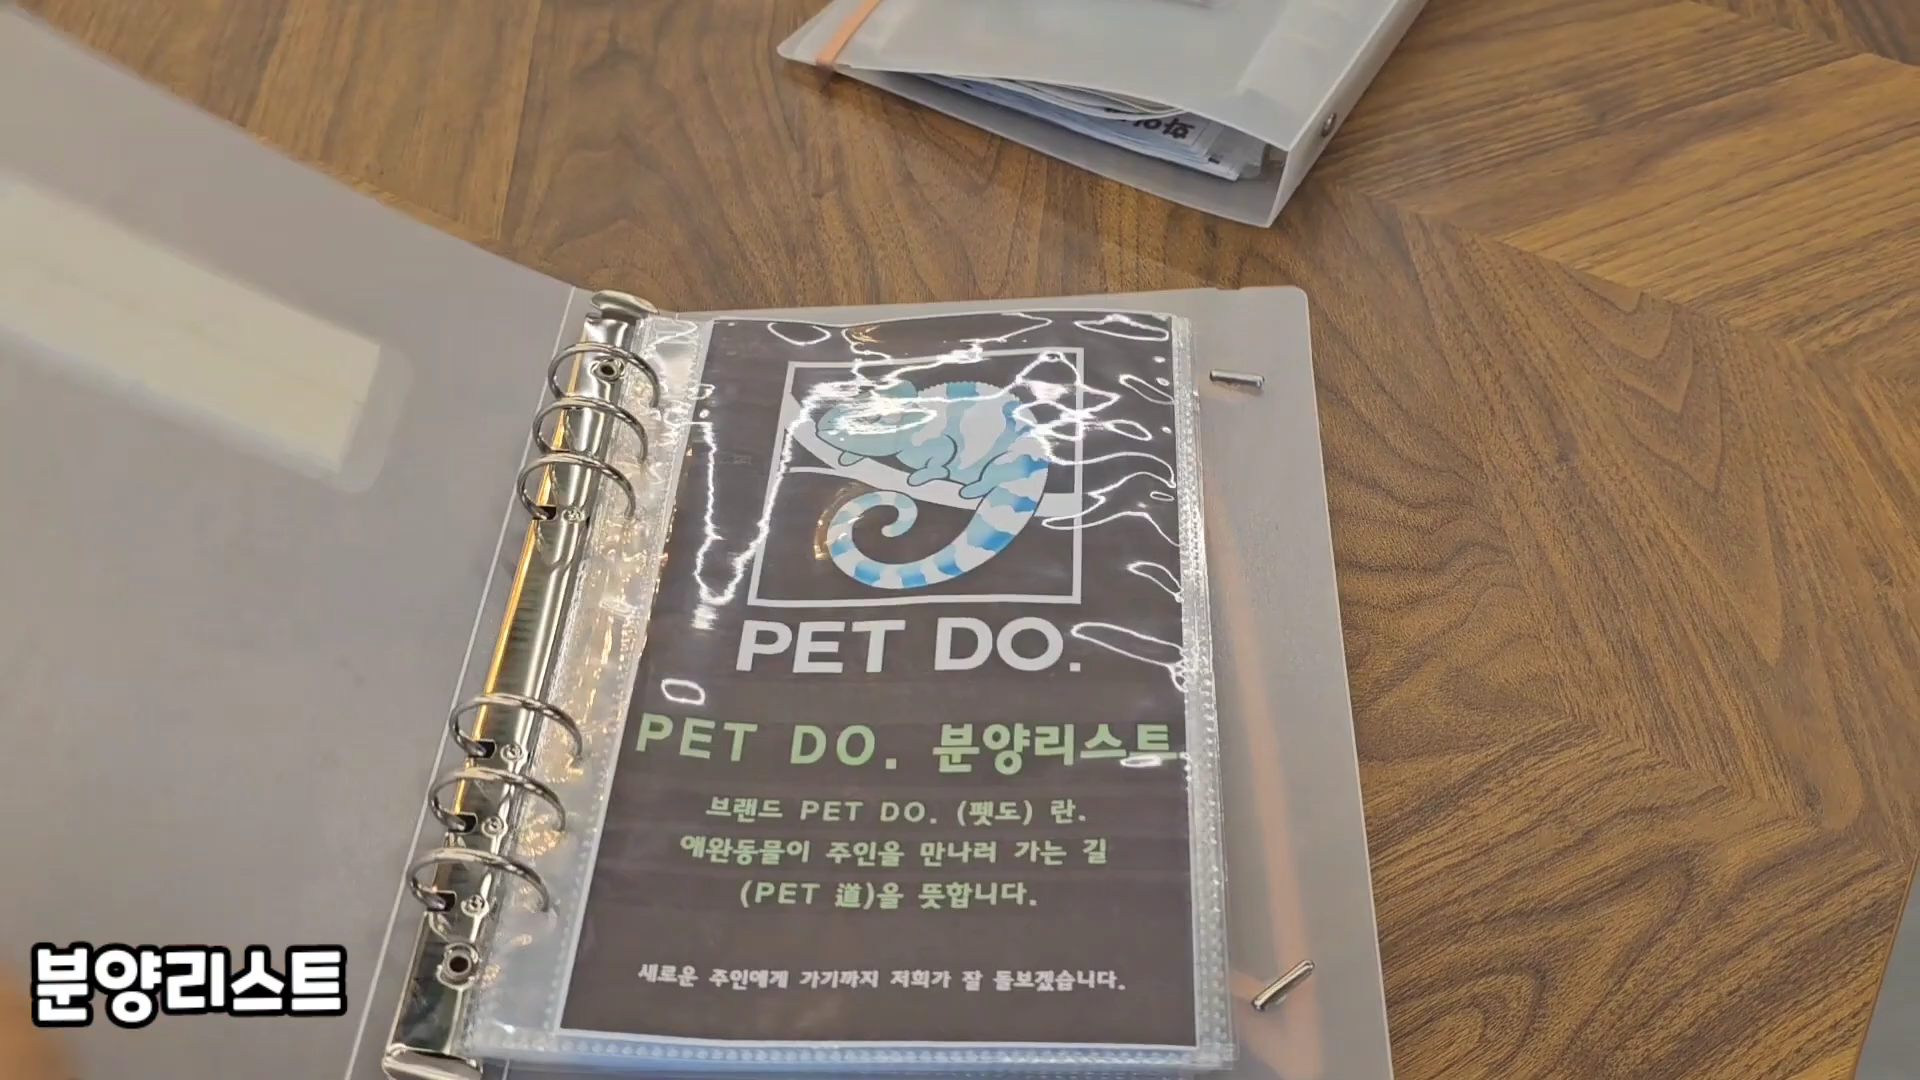 PET DO.
PET DO. 분양리스트
브랜드 PET DO. (펫도) 란.
애완동물이 주인을 만나러 가는 길
(PET 道)을 뜻합니다.
새로운 주인에게 가기까지 저희가 잘 돌보겠습니다.
분양리스트